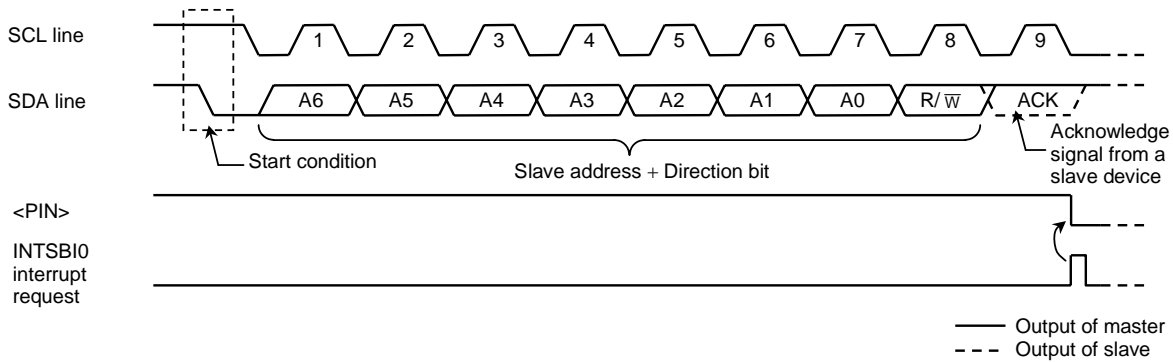 SCL line
1 2 3 4 5 6 7 8 9
SDA line
A6 A5 A4 A3 A2 A1 A0 R/W̅ ACK
Start condition
Slave address + Direction bit
Acknowledge
signal from a
slave device
<PIN>
INTSBI0
interrupt
request
Output of master
Output of slave